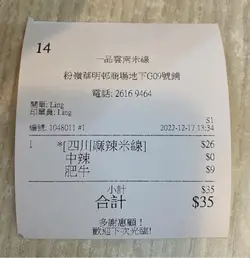 14
一品雲南米線
粉嶺華明邨商場地下G09號舖
電話: 2616 9464
開單: Ling
印單員: Ling
S1
編號: 1048011 #1 2022-12-17 13:34
1 *[四川麻辣米線] $26
中辣 $0
肥牛 $9
小計 $35
合計 $35
多謝惠顧!
歡迎下次光臨!